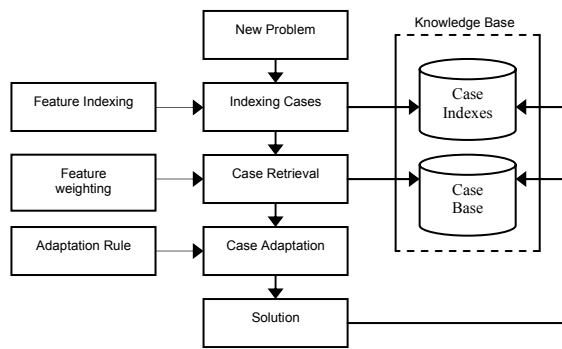 New Problem
Knowledge Base
Feature Indexing
Indexing Cases
Case
Indexes
Feature
weighting
Case Retrieval
Case
Base
Adaptation Rule
Case Adaptation
Solution